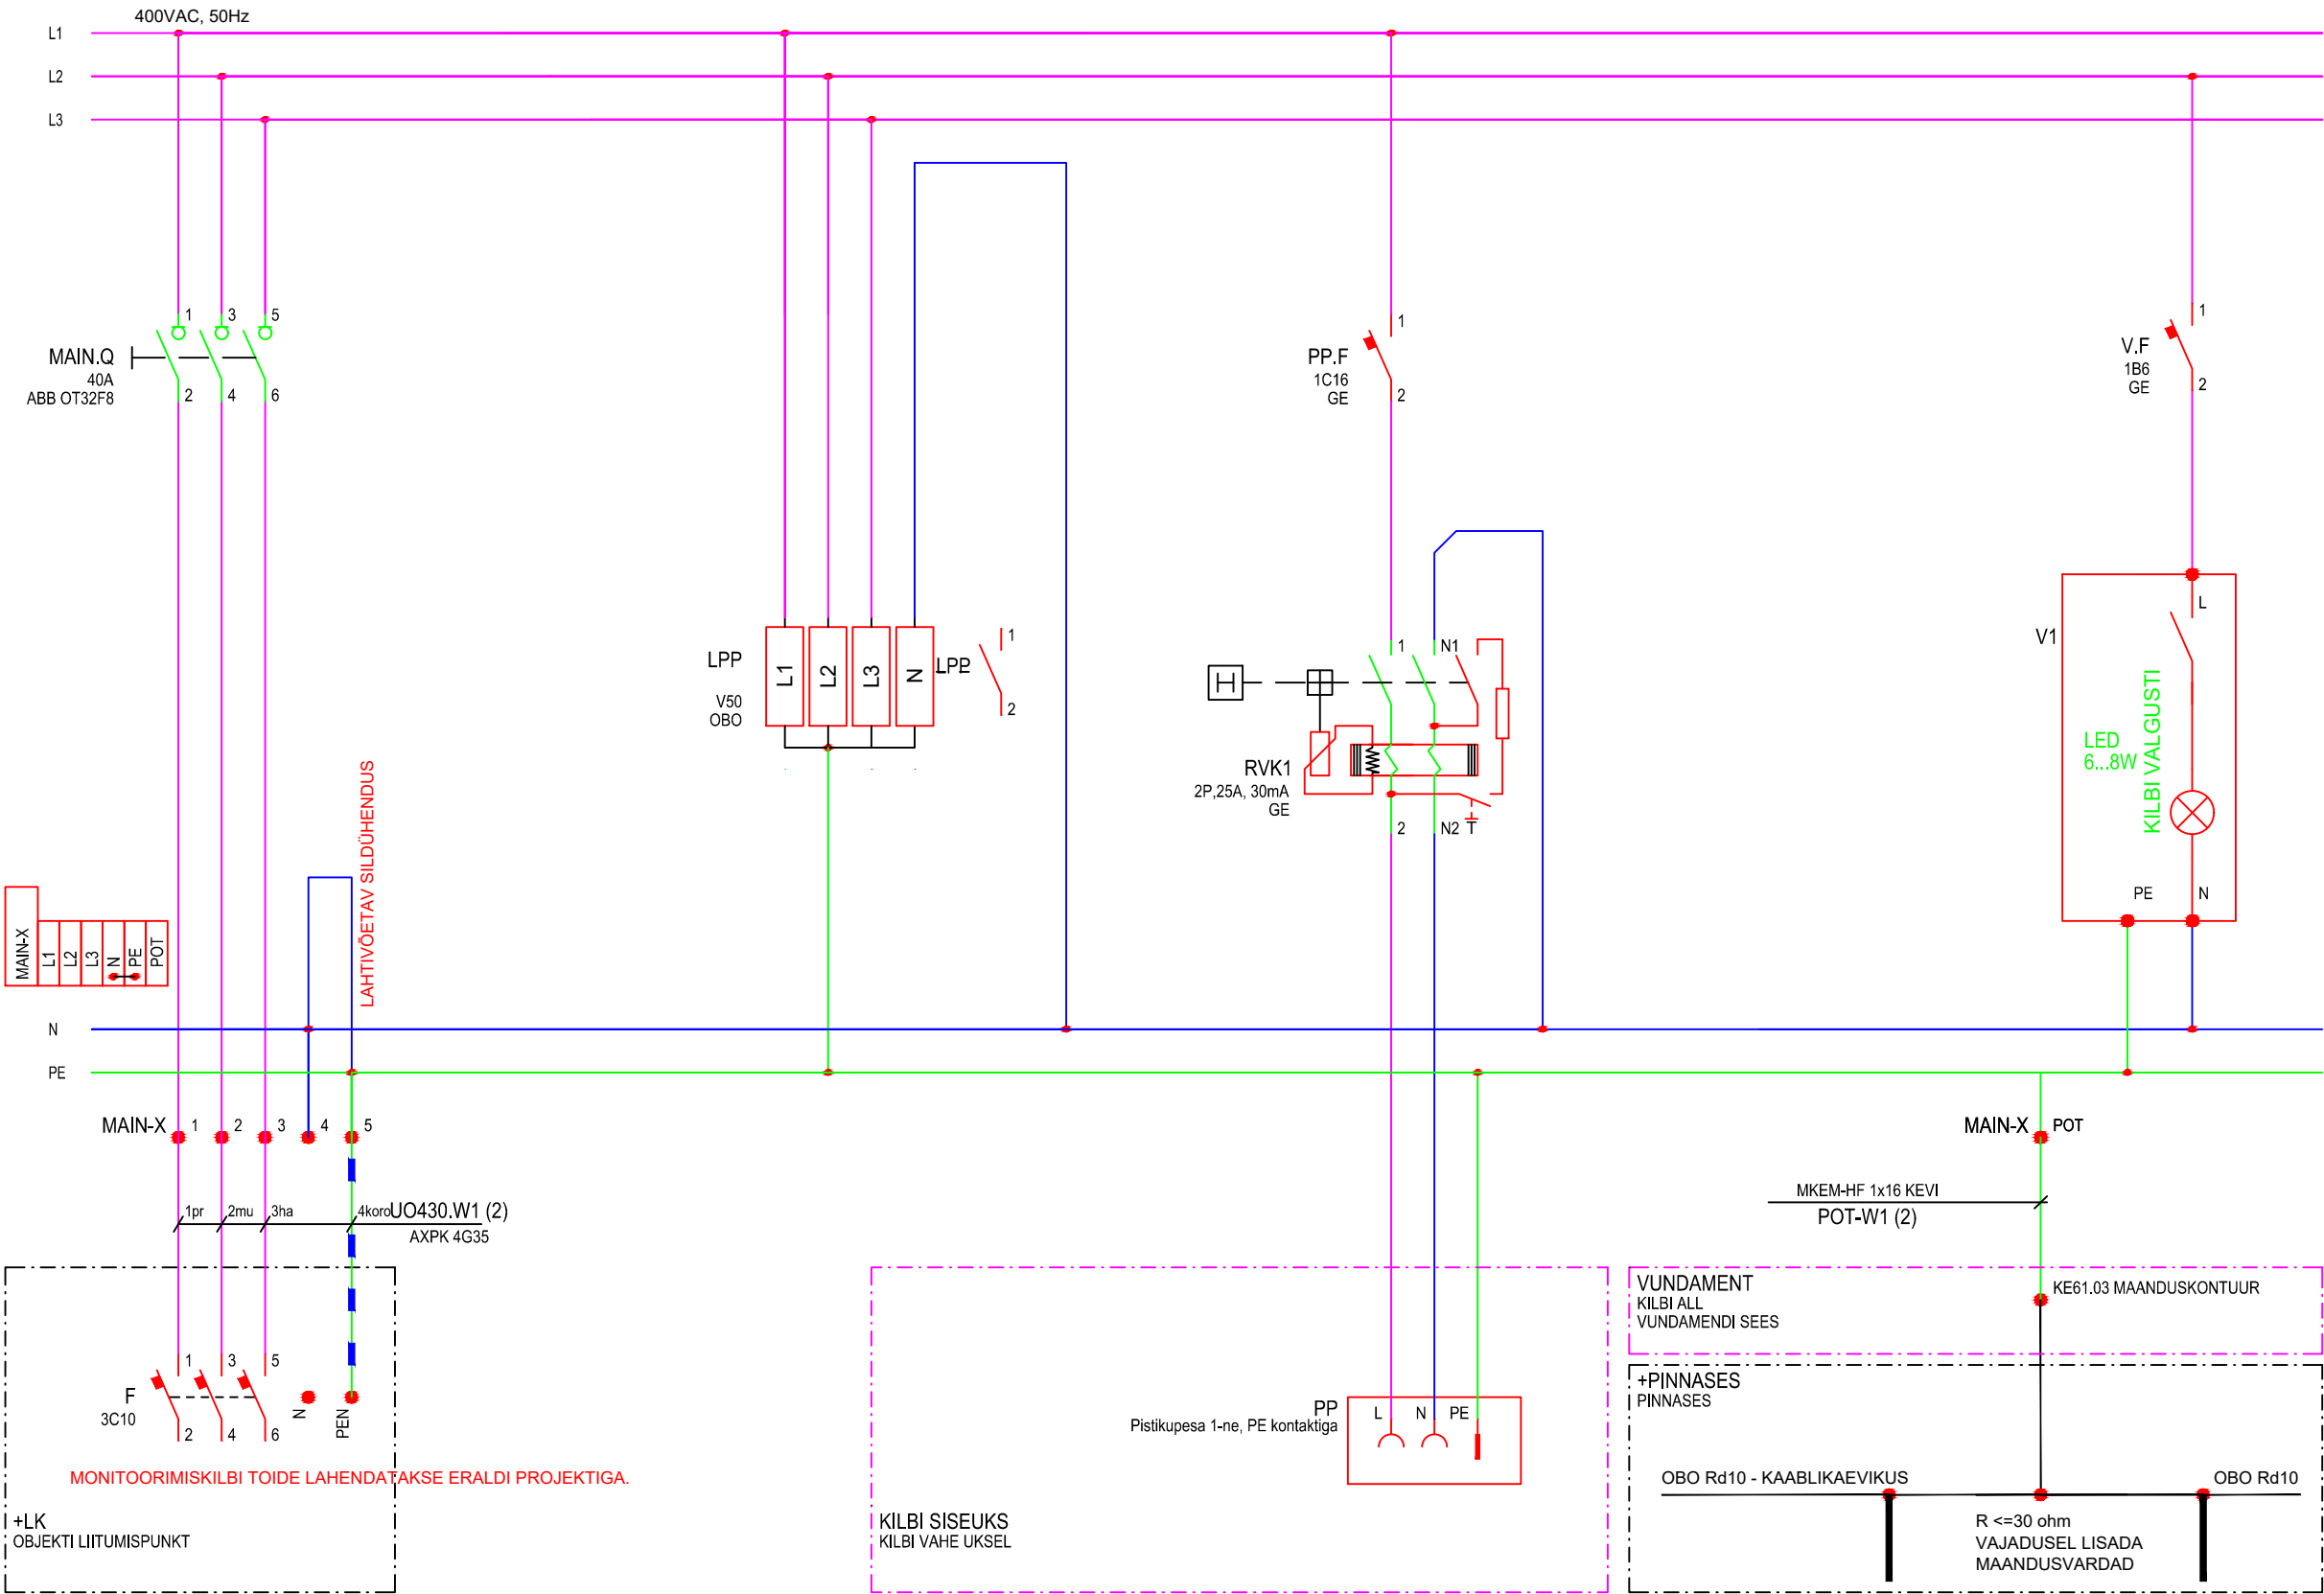 400VAC, 50Hz
L1
L2
L3
1
3
5
MAIN.Q
40A
ABB OT32F8
2
4
6
1
PP.F
1C16
GE
2
1
V.F
1B6
GE
2
LPP
V50
OBO
L1
L2
L3
N
LPP
1
2
1
N1
H
RVK1
2P,25A, 30mA
GE
2
N2
T
V1
L
LED
6...8W
KILBI VALGUSTI
PE
N
LAHTIVÕETAV SILDÜHENDUS
MAIN-X
L1
L2
L3
N
PE
POT
N
PE
MAIN-X
1
2
3
4
5
MAIN-X
POT
1pr
2mu
3ha
4koro
UO430.W1 (2)
AXPK 4G35
MKEM-HF 1x16 KEVI
POT-W1 (2)
VUNDAMENT
KILBI ALL
VUNDAMENDI SEES
KE61.03 MAANDUSKONTUUR
1
3
5
F
3C10
2
4
6
N
PEN
MONITOORIMISKILBI TOIDE LAHENDATAKSE ERALDI PROJEKTIGA.
+LK
OBJEKTI LIITUMISPUNKT
PP
Pistikupesa 1-ne, PE kontaktiga
L
N
PE
KILBI SISEUKS
KILBI VAHE UKSEL
+PINNASES
PINNASES
OBO Rd10 - KAABLIKAEVIKUS
OBO Rd10
R <=30 ohm
VAJADUSEL LISADA
MAANDUSVARDAD